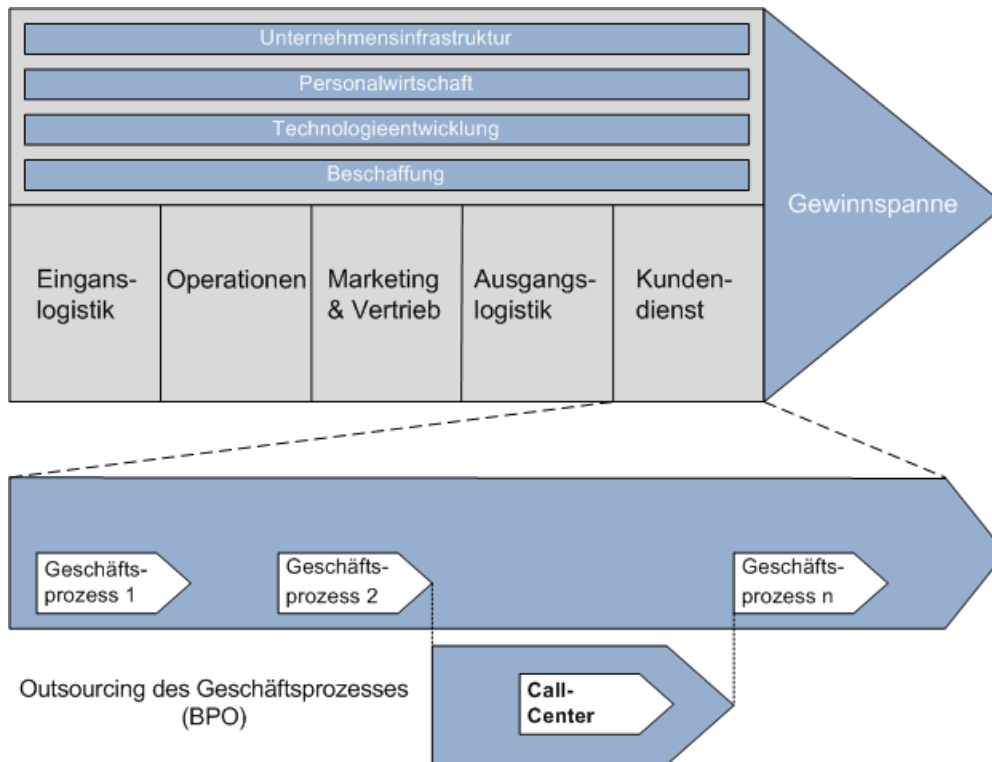 Unternehmensinfrastruktur
Personalwirtschaft
Technologieentwicklung
Beschaffung
Gewinnspanne
Eingans-
logistik
Operationen
Marketing
& Vertrieb
Ausgangs-
logistik
Kunden-
dienst
Geschäfts-
prozess 1
Geschäfts-
prozess 2
Geschäfts-
prozess n
Outsourcing des Geschäftsprozesses
(BPO)
Call-
Center